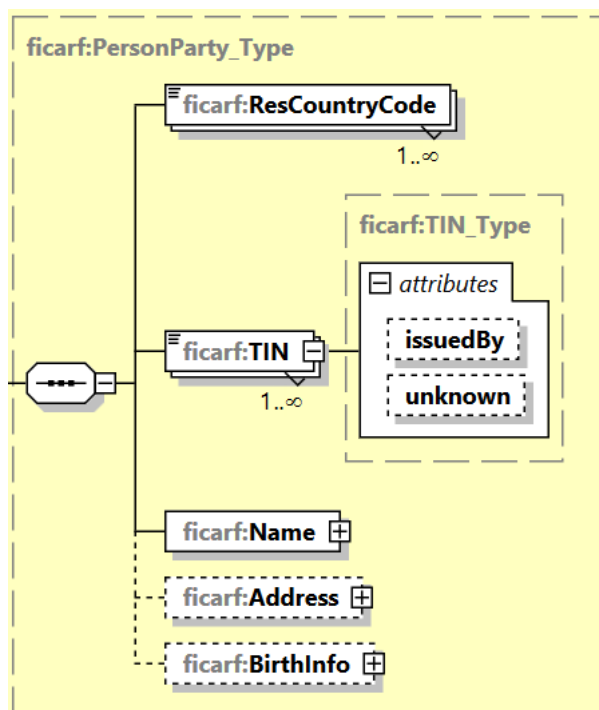 ficarf:PersonParty_Type
ficarf:ResCountryCode
1..∞
ficarf:TIN_Type
attributes
issuedBy
ficarf:TIN
unknown
1..∞
ficarf:Name
ficarf:Address
ficarf:BirthInfo